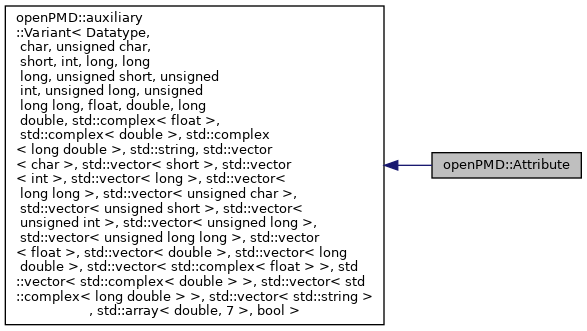 openPMD::auxiliary
::Variant< Datatype,
char, unsigned char,
short, int, long, long
long, unsigned short, unsigned
int, unsigned long, unsigned
long long, float, double, long
double, std::complex< float >,
std::complex< double >, std::complex
< long double >, std::string, std::vector
< char >, std::vector< short >, std::vector
< int >, std::vector< long >, std::vector<
long long >, std::vector< unsigned char >,
std::vector< unsigned short >, std::vector<
unsigned int >, std::vector< unsigned long >,
std::vector< unsigned long long >, std::vector
< float >, std::vector< double >, std::vector< long
double >, std::vector< std::complex< float > >, std
::vector< std::complex< double > >, std::vector< std
::complex< long double > >, std::vector< std::string >
, std::array< double, 7 >, bool >
openPMD::Attribute